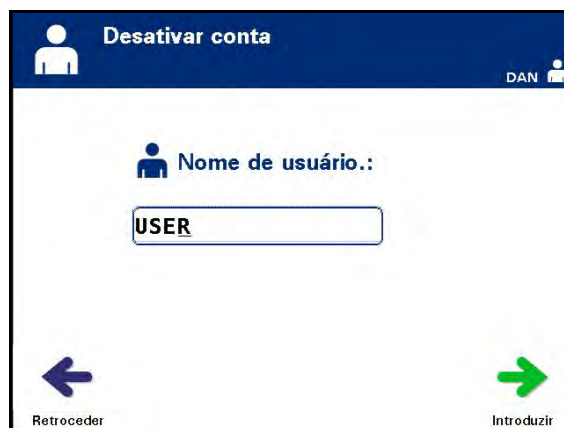 Desativar conta
DAN
Nome de usuário.:
USER
Retroceder
Introduzir